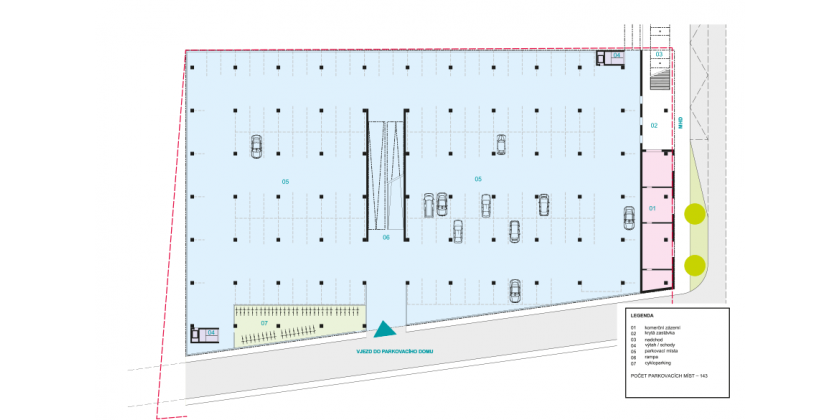 04
03
MHD
02
05
05
01
06
07
04
VJEZD DO PARKOVACÍHO DOMU
LEGENDA
01 komerční zázemí
02 krytá zastávka
03 nadchod
04 výtah / schody
05 parkovací místa
06 rampa
07 cykloparking
POČET PARKOVACÍCH MÍST – 143